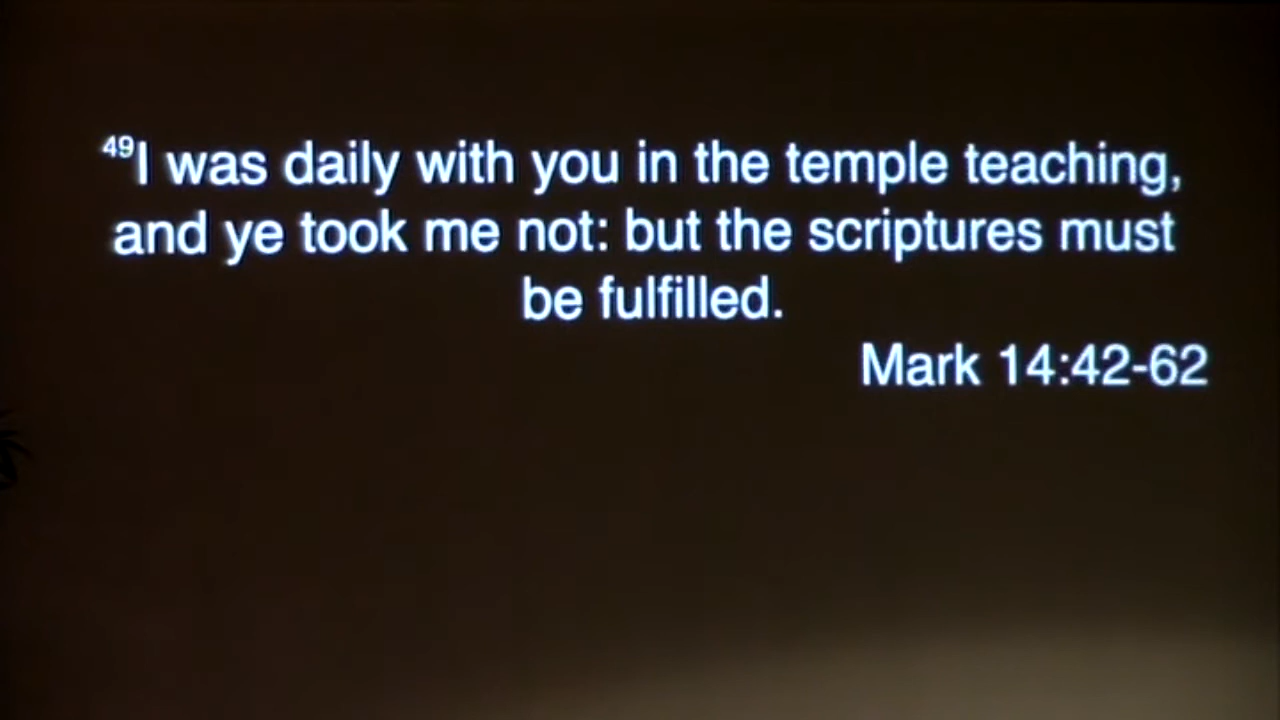 49I was daily with you in the temple teaching,
and ye took me not: but the scriptures must
be fulfilled.
Mark 14:42-62